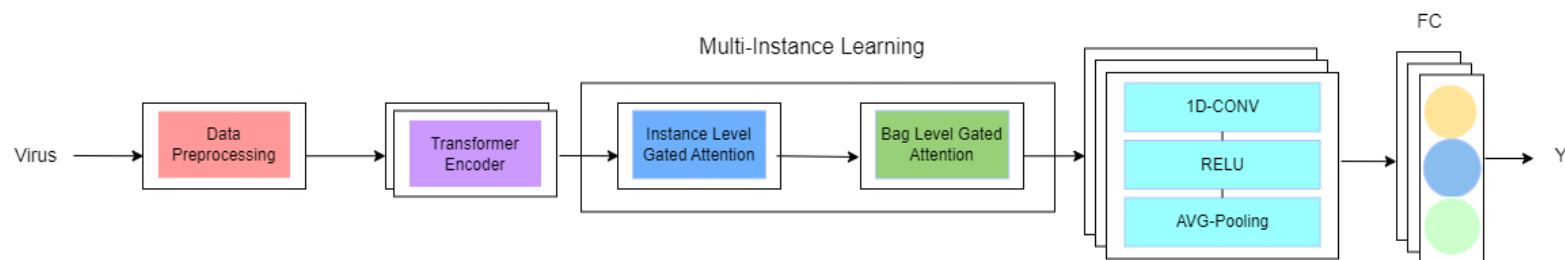 FC
Multi-Instance Learning
Virus
Data
Preprocessing
Transformer
Encoder
Instance Level
Gated Attention
Bag Level Gated
Attention
1D-CONV
RELU
AVG-Pooling
Y